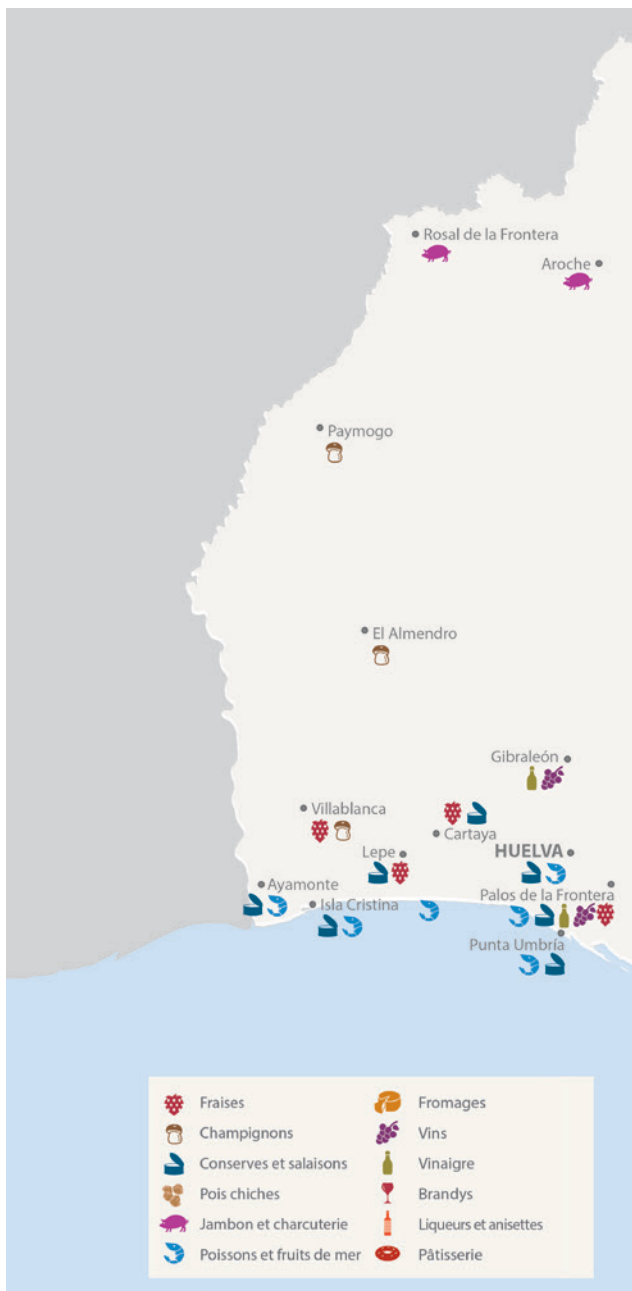 Rosal de la Frontera
Aroche
Paymogo
El Almendro
Gibraleón
Villablanca
Cartaya
Lepe
HUELVA
Ayamonte
Palos de la Frontera
Isla Cristina
Punta Umbría
Fraises
Champignons
Conserves et salaisons
Pois chiches
Jambon et charcuterie
Poissons et fruits de mer
Fromages
Vins
Vinaigre
Brandys
Liqueurs et anisettes
Pâtisserie